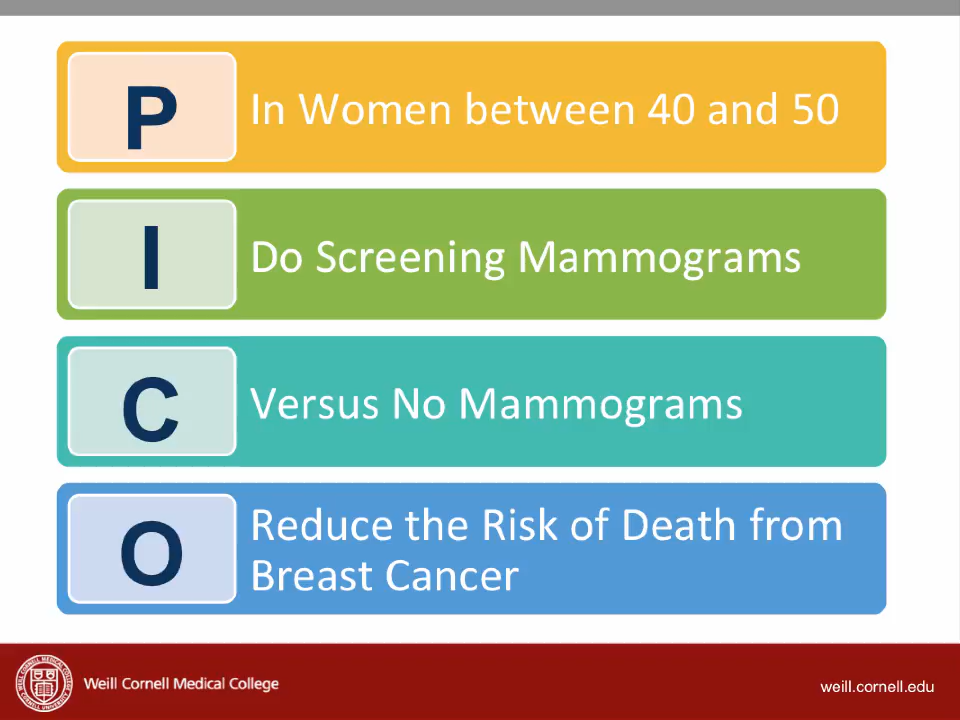 P
In Women between 40 and 50
I
Do Screening Mammograms
C
Versus No Mammograms
O
Reduce the Risk of Death from
Breast Cancer
Weill Cornell Medical College
weill.cornell.edu